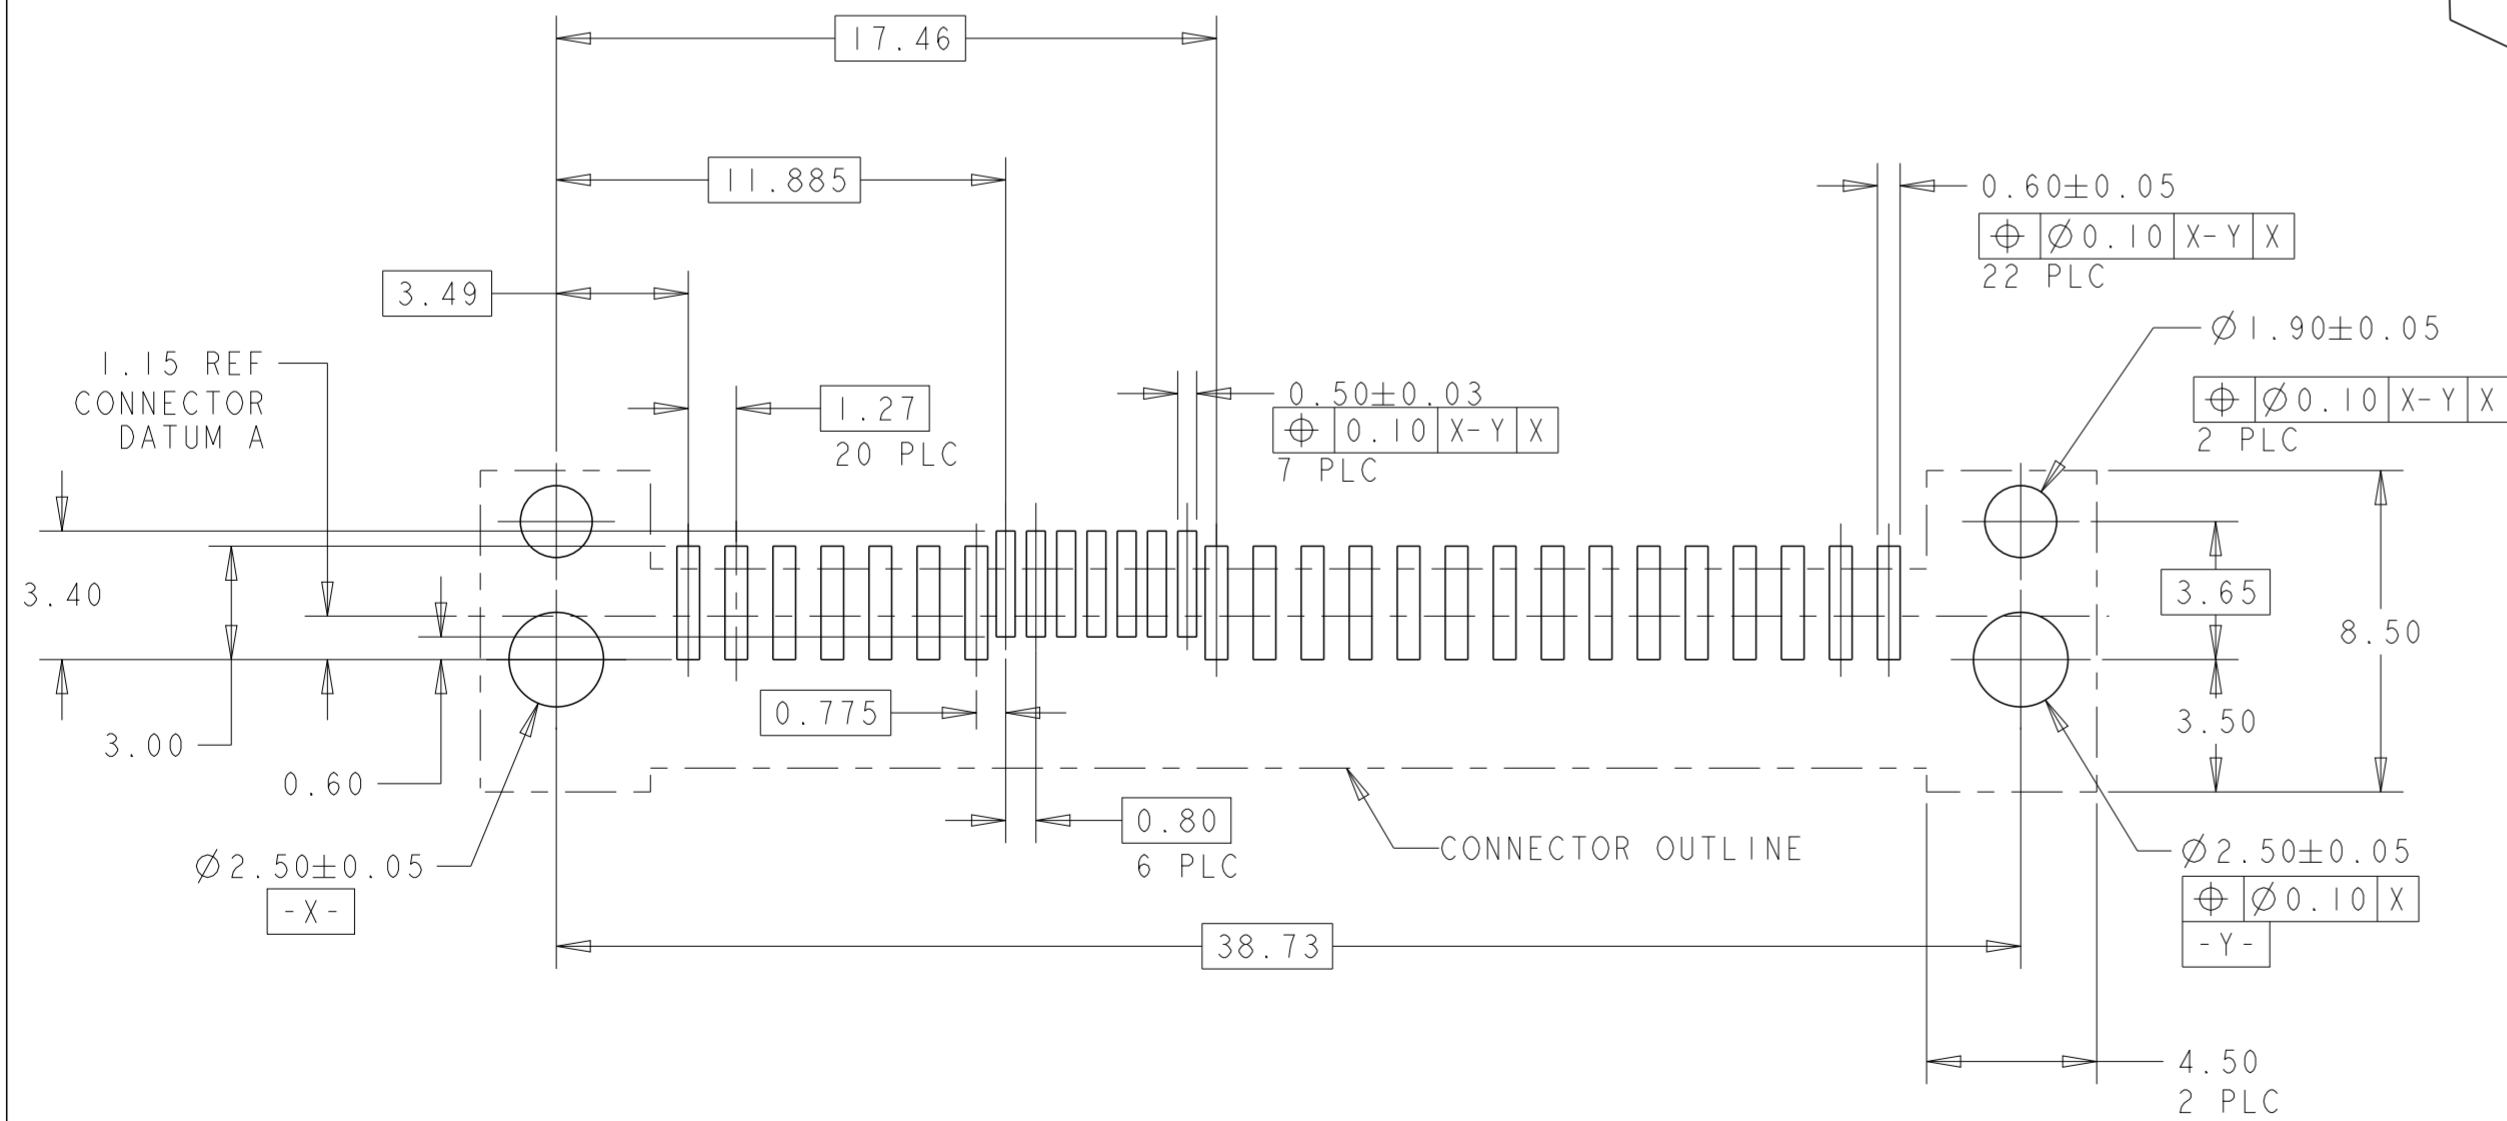 17.46
11.885
0.60±0.05
⌖ ⌀0.10 X-Y X
22 PLC
3.49
⌀1.90±0.05
⌖ ⌀0.10 X-Y X
2 PLC
1.15 REF
CONNECTOR
DATUM A
1.27
20 PLC
0.50±0.03
⌖ 0.10 X-Y X
7 PLC
3.40
3.65
8.50
0.775
3.50
3.00
0.60
0.80
6 PLC
CONNECTOR OUTLINE
⌀2.50±0.05
-X-
⌀2.50±0.05
⌖ ⌀0.10 X
-Y-
38.73
4.50
2 PLC